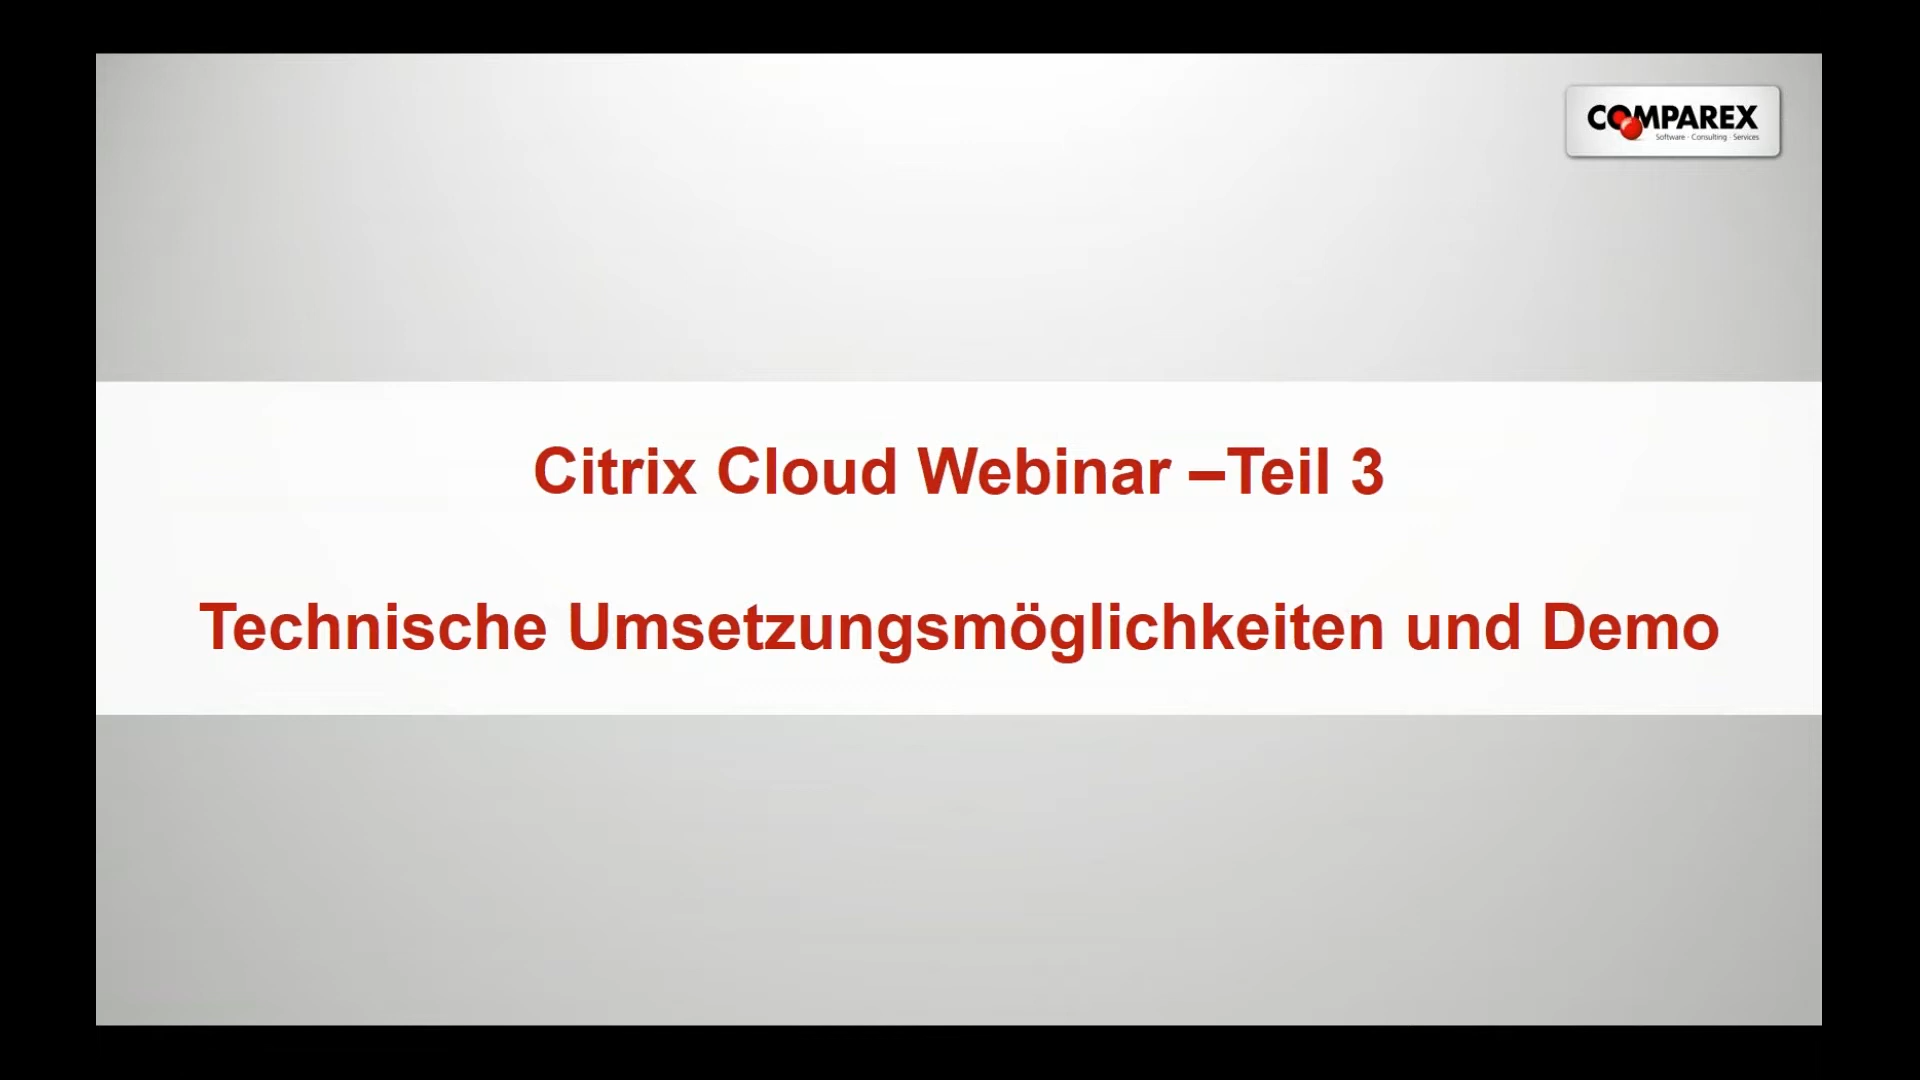 COMPAREX
Software · Consulting · Services
Citrix Cloud Webinar –Teil 3
Technische Umsetzungsmöglichkeiten und Demo